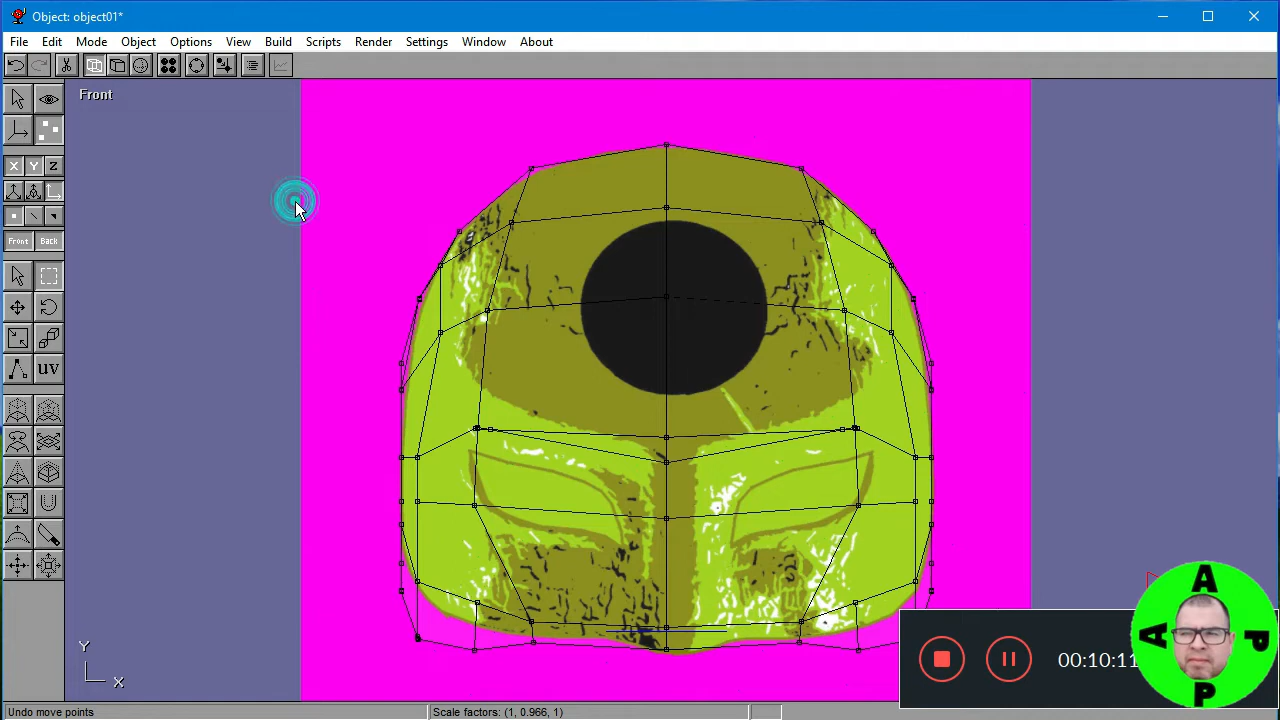 Object: object01*
File Edit Mode Object Options View Build Scripts Render Settings Window About
Front
X Y Z
Front Back
uv
Y
X
00:10:11
A
A P
P
Undo move points Scale factors: (1, 0.966, 1)